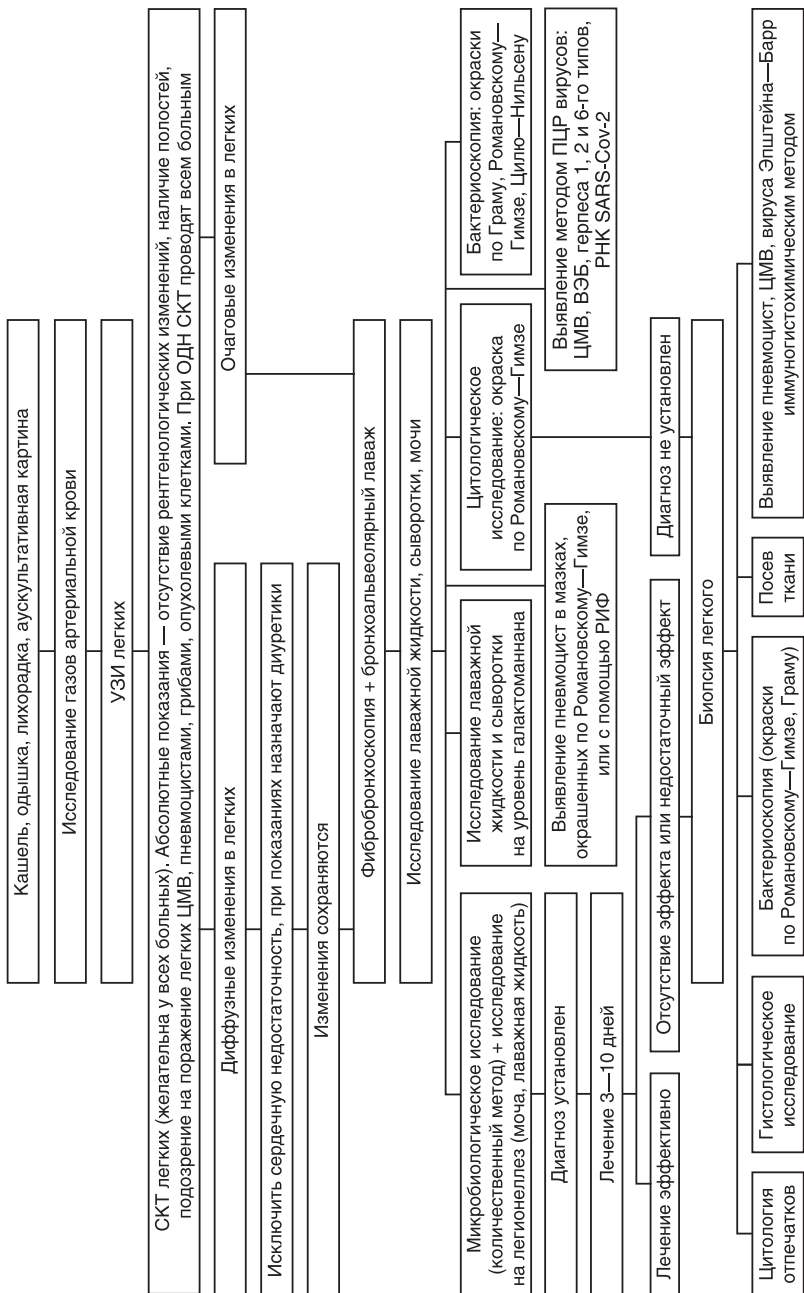 Кашель, одышка, лихорадка, аускультативная картина
Исследование газов артериальной крови
УЗИ легких
СКТ легких (желательна у всех больных). Абсолютные показания — отсутствие рентгенологических изменений, наличие полостей,
подозрение на поражение легких ЦМВ, пневмоцистами, грибами, опухолевыми клетками. При ОДН СКТ проводят всем больным
Диффузные изменения в легких
Очаговые изменения в легких
Исключить сердечную недостаточность, при показаниях назначают диуретики
Изменения сохраняются
Фибробронхоскопия + бронхоальвеолярный лаваж
Исследование лаважной жидкости, сыворотки, мочи
Микробиологическое исследование
(количественный метод) + исследование
на легионеллез (моча, лаважная жидкость)
Исследование лаважной
жидкости и сыворотки
на уровень галактоманнана
Цитологическое
исследование: окраска
по Романовскому—Гимзе
Бактериоскопия: окраски
по Граму, Романовскому—
Гимзе, Цилю—Нильсену
Диагноз установлен
Выявление пневмоцист в мазках,
окрашенных по Романовскому—Гимзе,
или с помощью РИФ
Выявление методом ПЦР вирусов:
ЦМВ, ВЭБ, герпеса 1, 2 и 6-го типов,
РНК SARS-Cov-2
Лечение 3—10 дней
Лечение эффективно
Отсутствие эффекта или недостаточный эффект
Диагноз не установлен
Биопсия легкого
Цитология
отпечатков
Гистологическое
исследование
Бактериоскопия (окраски
по Романовскому—Гимзе, Граму)
Посев
ткани
Выявление пневмоцист, ЦМВ, вируса Эпштейна—Барр
иммуногистохимическим методом